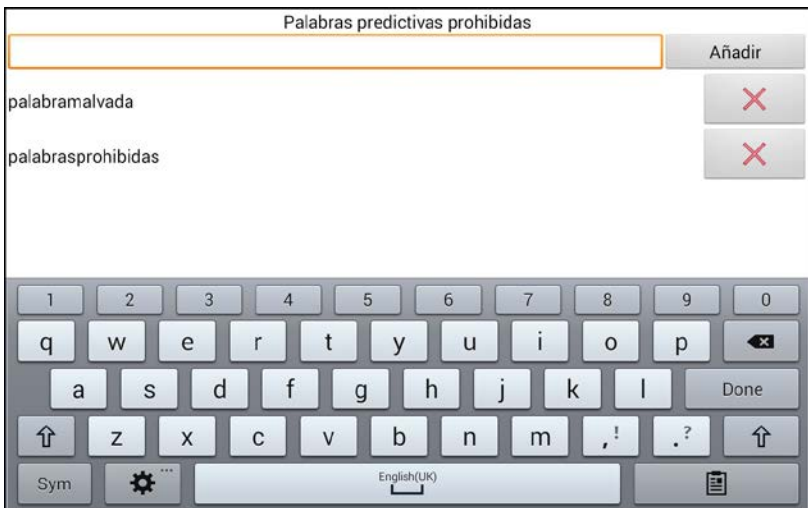 Palabras predictivas prohibidas
Añadir
palabramalvada
palabrasprohibidas
1 2 3 4 5 6 7 8 9 0
q w e r t y u i o p
a s d f g h j k l Done
z x c v b n m ,! .?
Sym ... English(UK)